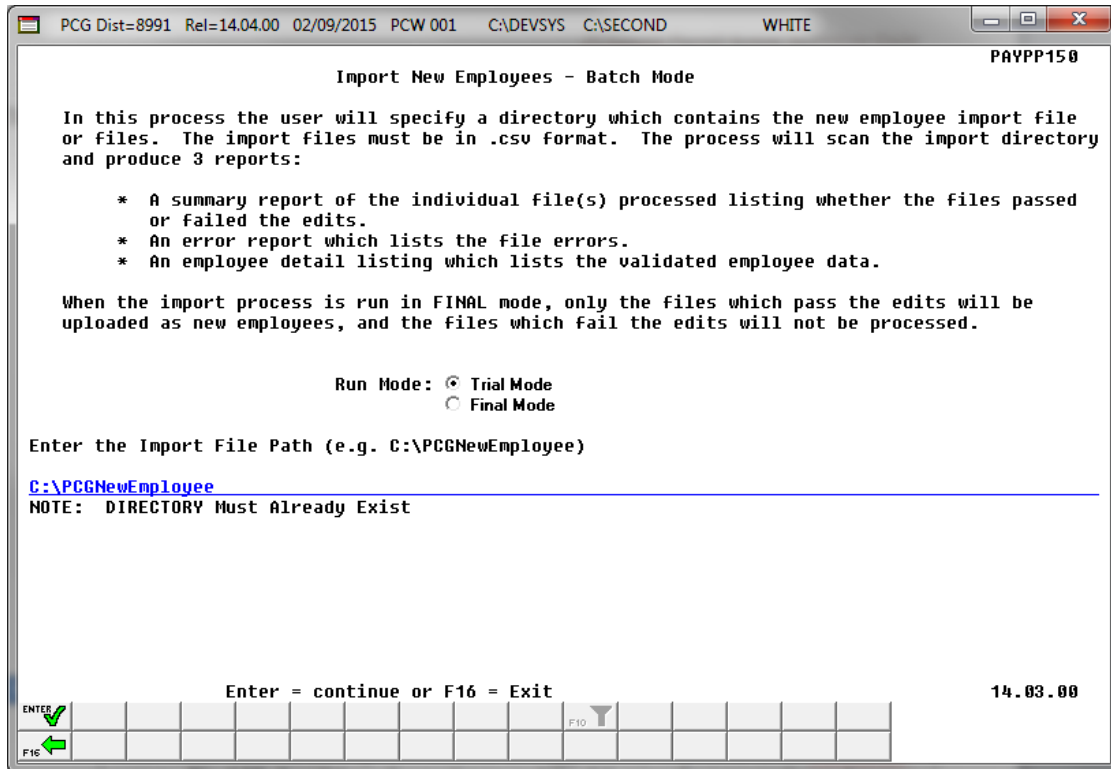 PCG Dist=8991 Rel=14.04.00 02/09/2015 PCW 001 C:\DEVSYS C:\SECOND WHITE
PAYPP150
Import New Employees - Batch Mode
In this process the user will specify a directory which contains the new employee import file
or files. The import files must be in .csv format. The process will scan the import directory
and produce 3 reports:
* A summary report of the individual file(s) processed listing whether the files passed
or failed the edits.
* An error report which lists the file errors.
* An employee detail listing which lists the validated employee data.
When the import process is run in FINAL mode, only the files which pass the edits will be
uploaded as new employees, and the files which fail the edits will not be processed.
Run Mode: Trial Mode
Final Mode
Enter the Import File Path (e.g. C:\PCGNewEmployee)
C:\PCGNewEmployee
NOTE: DIRECTORY Must Already Exist
Enter = continue or F16 = Exit 14.03.00
ENTER
F10
F16